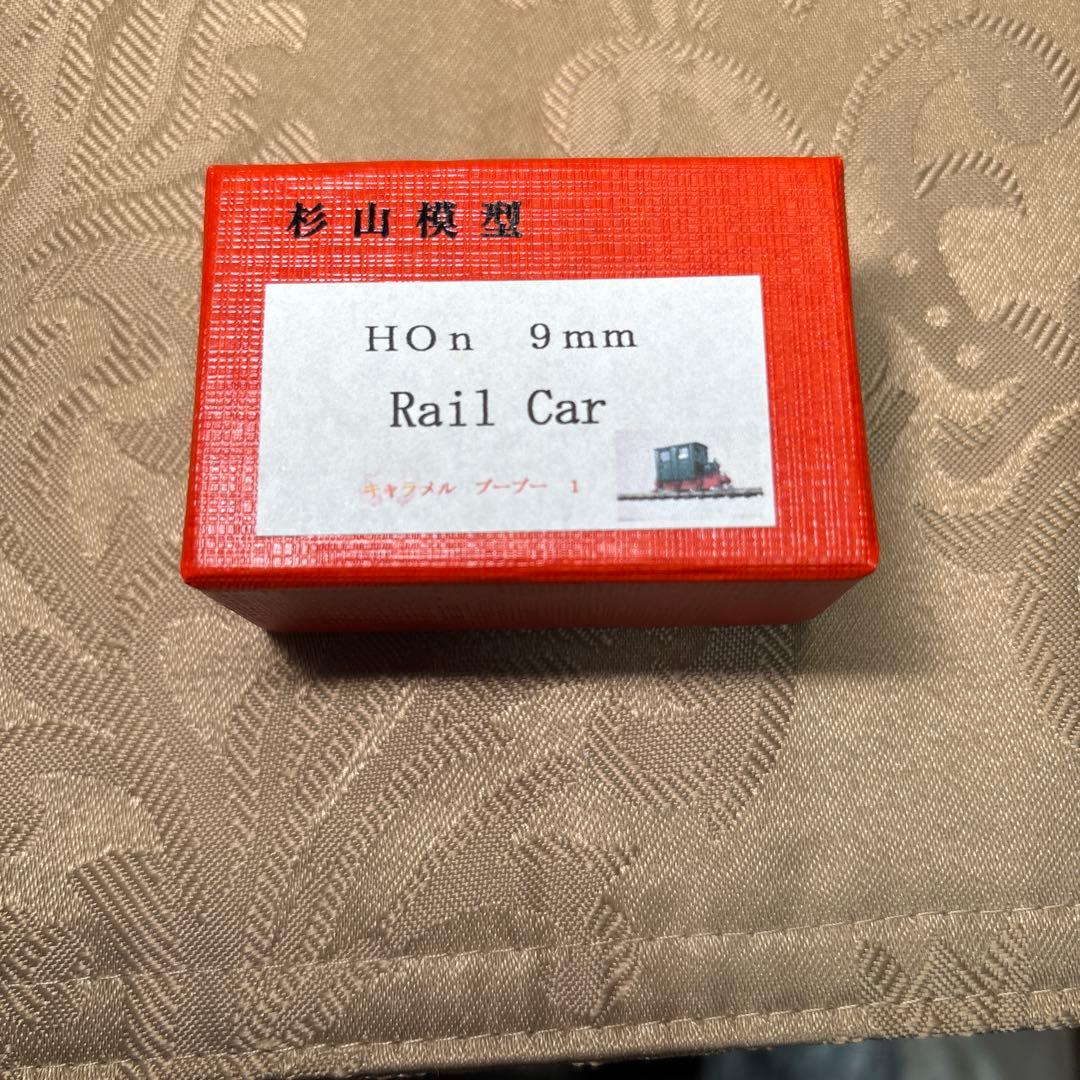 杉山模型
HOn 9mm
Rail Car
キャラメル ブーブー 1